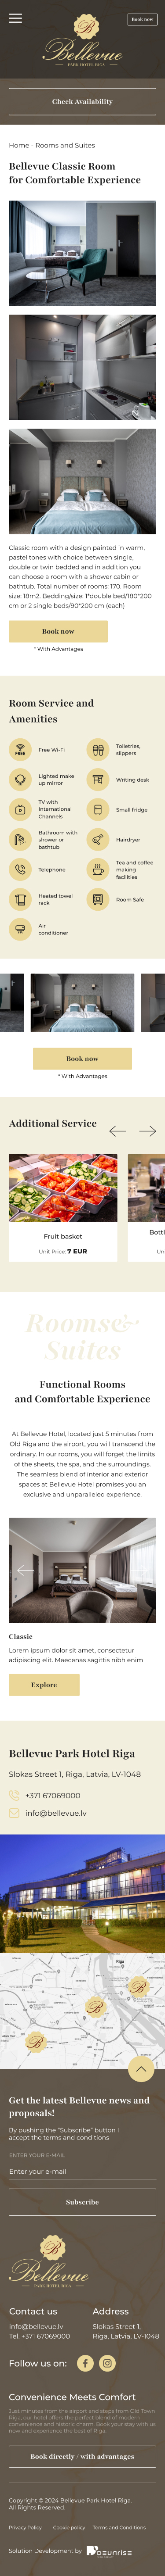 Bellevue
PARK HOTEL RIGA
Book now
Check Availability
Home - Rooms and Suites
Bellevue Classic Room
for Comfortable Experience
Classic room with a design painted in warm,
pastel tones with choice between single,
double or twin bedded and in addition you
can choose a room with shower cabin or
bathtub. Total number of rooms: 170. Room
size: 18m2. Bedding/size: 1*double bed/180*200
cm or 2 single beds/90*200 cm (each)
Book now
* With Advantages
Room Service and
Amenities
FREE
Free Wi-Fi
Toiletries,
slippers
Lighted make
up mirror
Writing desk
TV with
International
Channels
Small fridge
Bathroom with
shower or
bathtub
Hairdryer
Telephone
Tea and coffee
making
facilities
Heated towel
rack
Room Safe
Air
conditioner
Book now
* With Advantages
Additional Service
Fruit basket
Unit Price: 7 EUR
Bottl
Un
Rooms&
Suites
Functional Rooms
and Comfortable Experience
At Bellevue Hotel, located just 5 minutes from
Old Riga and the airport, you will transcend the
ordinary. In our rooms, you will forget the limits
of the sheets, the spa, and the surroundings.
The seamless blend of interior and exterior
spaces at Bellevue Hotel promises you an
exclusive and unparalleled experience.
Classic
Lorem ipsum dolor sit amet, consectetur
adipiscing elit. Maecenas sagittis nibh enim
Explore
Bellevue Park Hotel Riga
Slokas Street 1, Riga, Latvia, LV-1048
+371 67069000
info@bellevue.lv
Riga
Get the latest Bellevue news and
proposals!
By pushing the "Subscribe" button I
accept the terms and conditions
ENTER YOUR E-MAIL
Enter your e-mail
Subscribe
Bellevue
PARK HOTEL RIGA
Contact us
Address
info@bellevue.lv
Slokas Street 1,
Tel. +371 67069000
Riga, Latvia, LV-1048
Follow us on:
Convenience Meets Comfort
Just minutes from the airport and steps from Old Town
Riga, our hotel offers the perfect blend of modern
convenience and historic charm. Book your stay with us
now and experience the best of Riga.
Book directly / with advantages
Copyright © 2024 Bellevue Park Hotel Riga.
All Rights Reserved.
Privacy Policy
Cookie policy
Terms and Conditions
Solution Development by